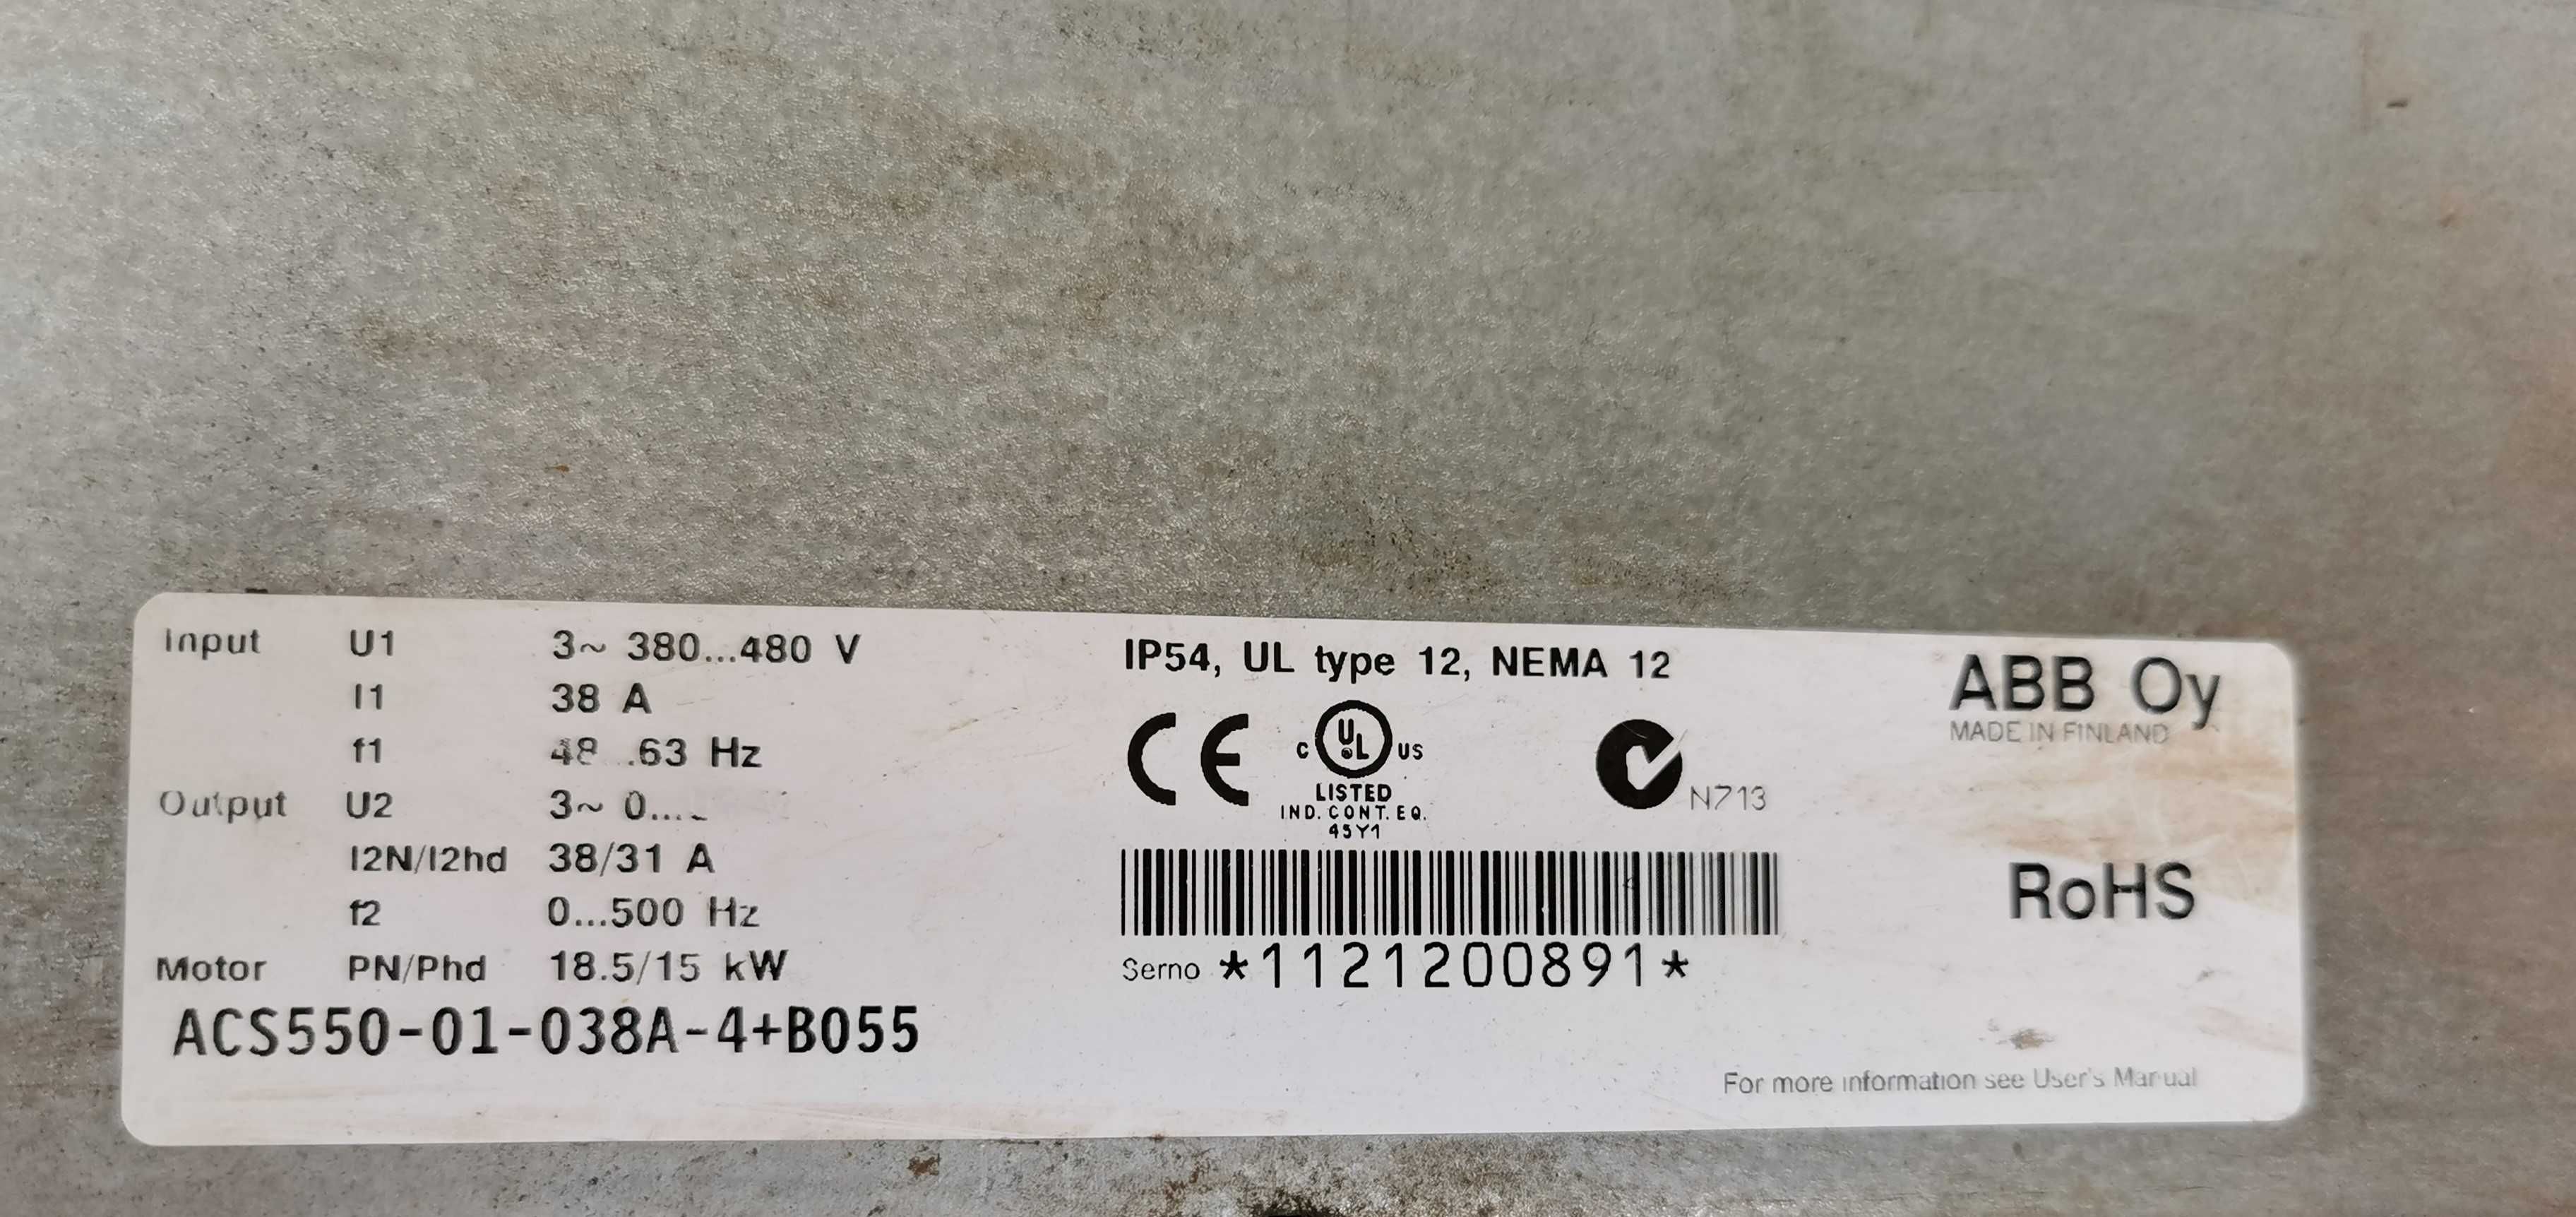 Input U1 3~ 380...480 V
I1 38 A
f1 48 .63 Hz
Output U2 3~ 0....
I2N/I2hd 38/31 A
f2 0...500 Hz
Motor PN/Phd 18.5/15 kW
ACS550-01-038A-4+B055
IP54, UL type 12, NEMA 12
CE
C UL US
LISTED
IND. CONT. EQ.
45Y1
N713
Serno *1121200891*
ABB Oy
MADE IN FINLAND
RoHS
For more information see User's Manual